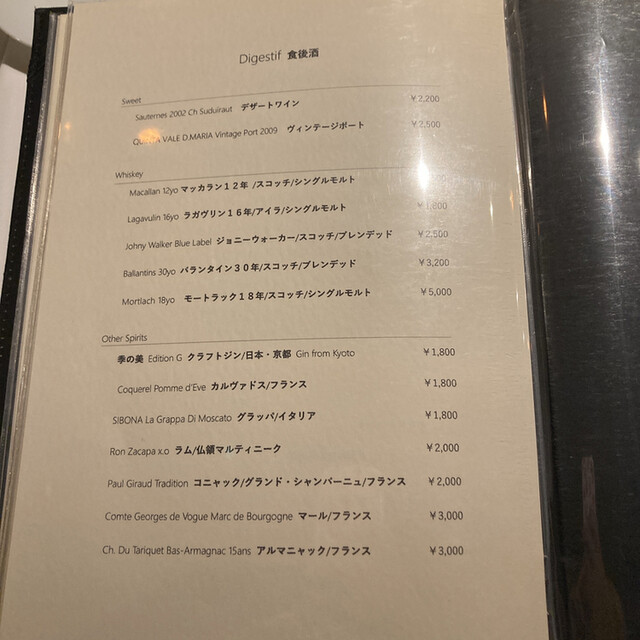 Digestif 食後酒
Sweet
Sauternes 2002 Ch Suduiraut デザートワイン ￥2,200
VALE D.MARIA Vintage Port 2009 ヴィンテージポート ￥2,500
Whiskey
Macallan 12yo マッカラン１２年 /スコッチ/シングルモルト
Lagavulin 16yo ラガヴリン１６年/アイラ/シングルモルト ￥1,800
Johny Walker Blue Label ジョニーウォーカー/スコッチ/ブレンデッド ￥2,500
Ballantins 30yo バランタイン３０年/スコッチ/ブレンデッド ￥3,200
Mortlach 18yo モートラック１８年/スコッチ/シングルモルト ￥5,000
Other Spirits
季の美 Edition G クラフトジン/日本・京都 Gin from Kyoto ￥1,800
Coquerel Pomme d'Eve カルヴァドス/フランス ￥1,800
SIBONA La Grappa Di Moscato グラッパ/イタリア ￥1,800
Ron Zacapa x.o ラム/仏領マルティニーク ￥2,000
Paul Giraud Tradition コニャック/グランド・シャンパーニュ/フランス ￥2,000
Comte Georges de Vogue Marc de Bourgogne マール/フランス ￥3,000
Ch. Du Tariquet Bas-Armagnac 15ans アルマニャック/フランス ￥3,000